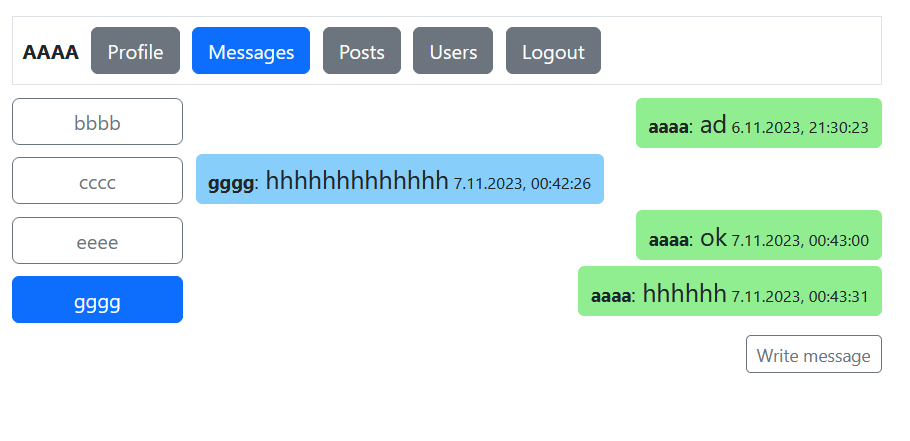 AAAA Profile Messages Posts Users Logout
bbbb
cccc
eeee
gggg
aaaa: ad 6.11.2023, 21:30:23
gggg: hhhhhhhhhhhhh 7.11.2023, 00:42:26
aaaa: ok 7.11.2023, 00:43:00
aaaa: hhhhhh 7.11.2023, 00:43:31
Write message